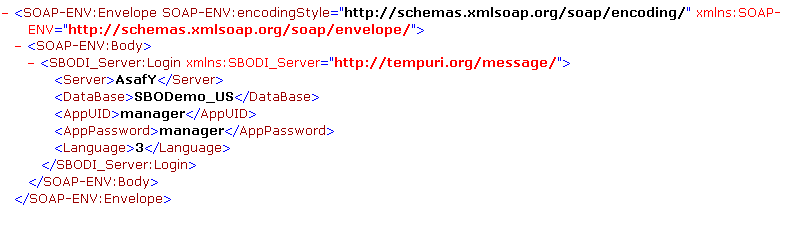 - <SOAP-ENV:Envelope SOAP-ENV:encodingStyle="http://schemas.xmlsoap.org/soap/encoding/" xmlns:SOAP-
ENV="http://schemas.xmlsoap.org/soap/envelope/">
- <SOAP-ENV:Body>
- <SBODI_Server:Login xmlns:SBODI_Server="http://tempuri.org/message/">
<Server>AsafY</Server>
<DataBase>SBODemo_US</DataBase>
<AppUID>manager</AppUID>
<AppPassword>manager</AppPassword>
<Language>3</Language>
</SBODI_Server:Login>
</SOAP-ENV:Body>
</SOAP-ENV:Envelope>